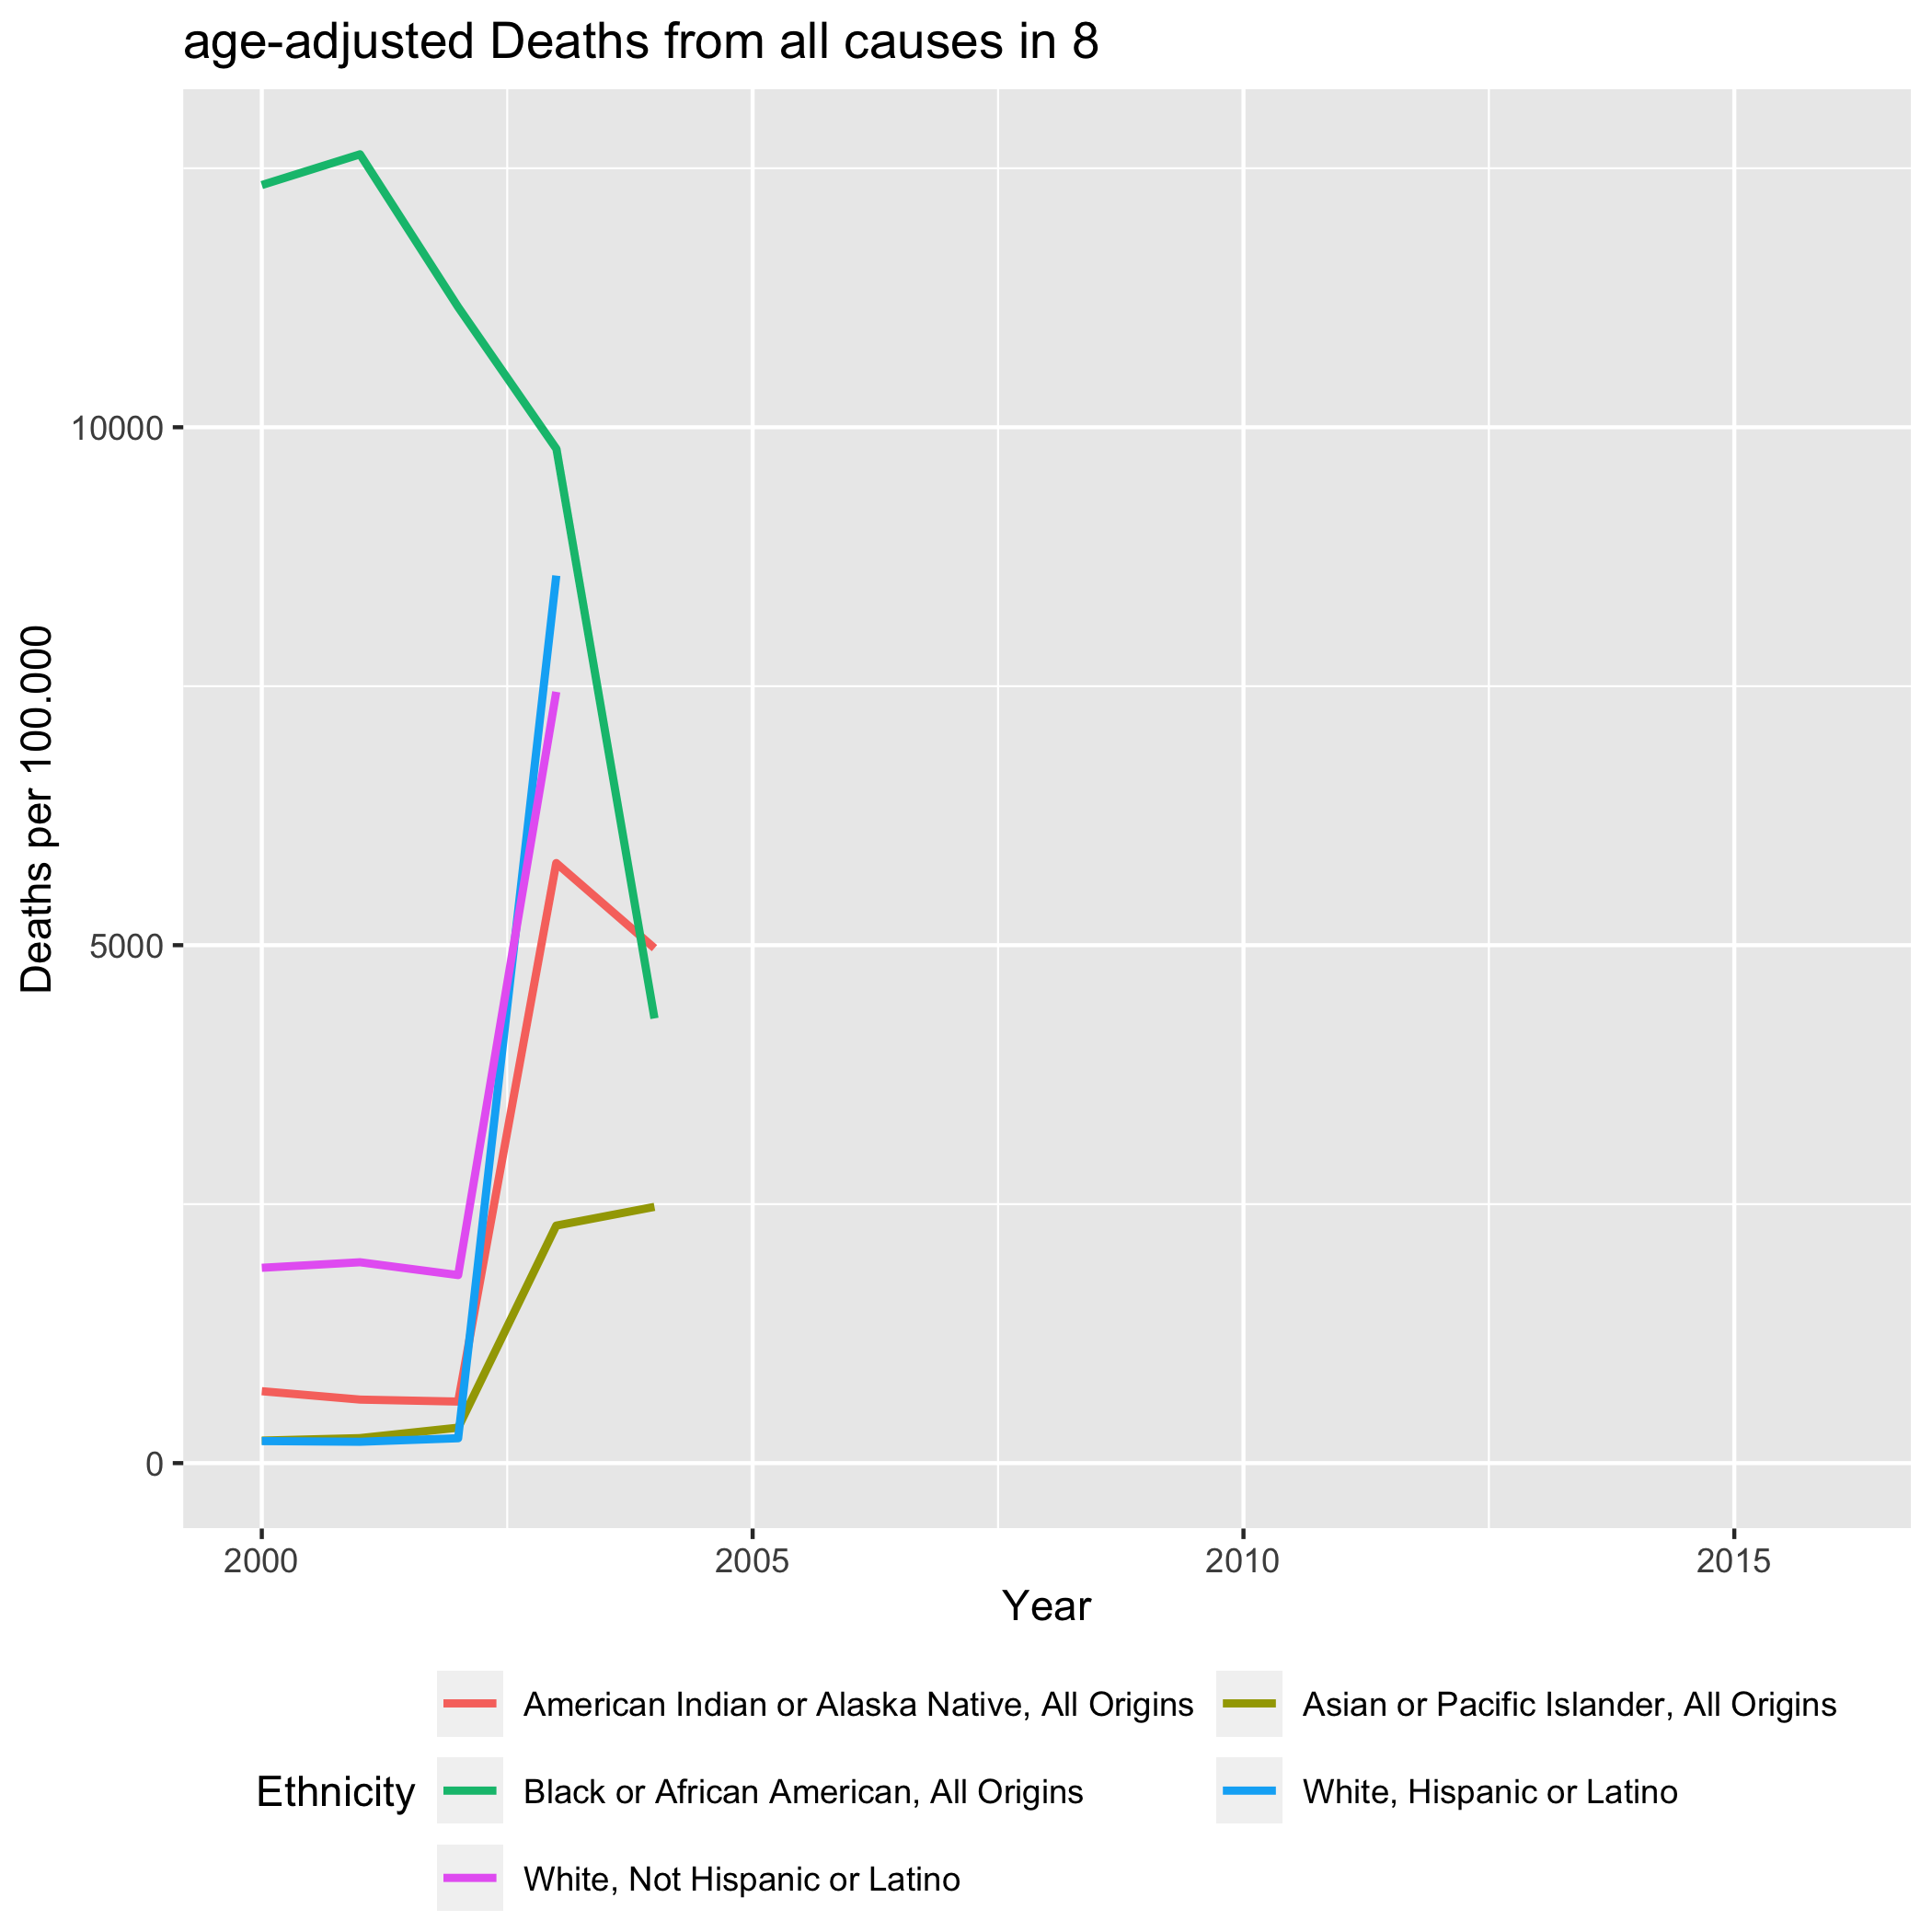 age-adjusted Deaths from all causes in 8
Deaths per 100.000
10000
5000
0
2000 2005 2010 2015
Year
Ethnicity
American Indian or Alaska Native, All Origins
Asian or Pacific Islander, All Origins
Black or African American, All Origins
White, Hispanic or Latino
White, Not Hispanic or Latino